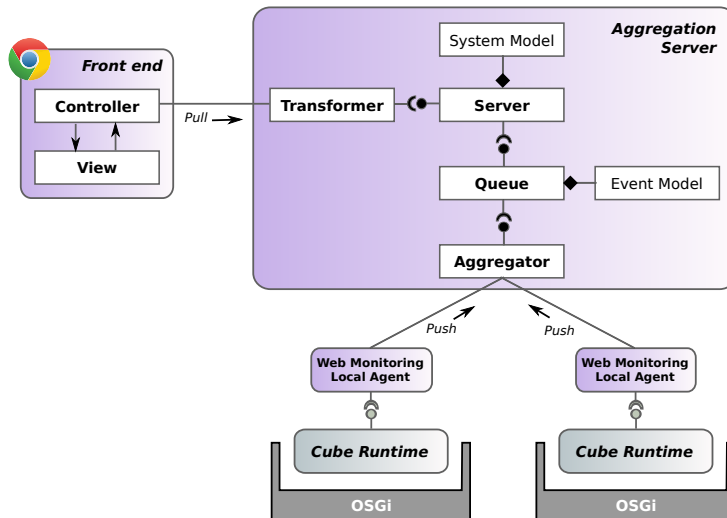 System Model
Aggregation
Server
Front end
Controller
Pull
Transformer
Server
View
Queue
Event Model
Aggregator
Push
Push
Web Monitoring
Local Agent
Web Monitoring
Local Agent
Cube Runtime
Cube Runtime
OSGi
OSGi